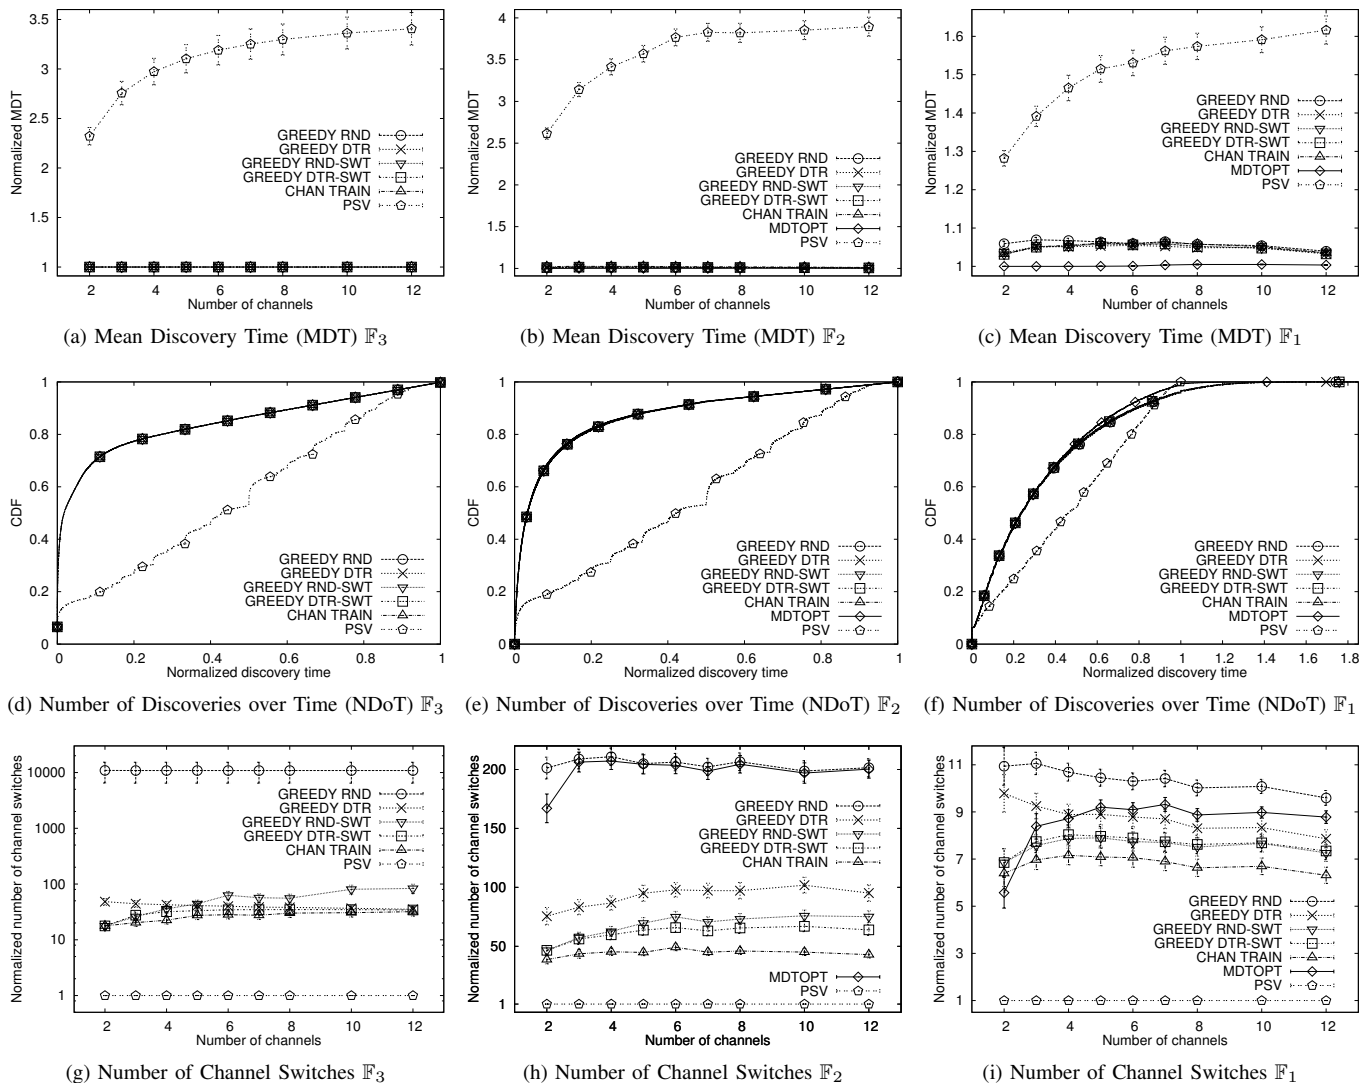 3.5
3
2.5
2
1.5
1
Normalized MDT
GREEDY RND
GREEDY DTR
GREEDY RND-SWT
GREEDY DTR-SWT
CHAN TRAIN
PSV
2 4 6 8 10 12
Number of channels
(a) Mean Discovery Time (MDT) 𝔽₃
4
3.5
3
2.5
2
1.5
1
Normalized MDT
GREEDY RND
GREEDY DTR
GREEDY RND-SWT
GREEDY DTR-SWT
CHAN TRAIN
MDTOPT
PSV
2 4 6 8 10 12
Number of channels
(b) Mean Discovery Time (MDT) 𝔽₂
1.6
1.5
1.4
1.3
1.2
1.1
1
Normalized MDT
GREEDY RND
GREEDY DTR
GREEDY RND-SWT
GREEDY DTR-SWT
CHAN TRAIN
MDTOPT
PSV
2 4 6 8 10 12
Number of channels
(c) Mean Discovery Time (MDT) 𝔽₁
1
0.8
0.6
0.4
0.2
0
CDF
GREEDY RND
GREEDY DTR
GREEDY RND-SWT
GREEDY DTR-SWT
CHAN TRAIN
PSV
0 0.2 0.4 0.6 0.8 1
Normalized discovery time
(d) Number of Discoveries over Time (NDoT) 𝔽₃
1
0.8
0.6
0.4
0.2
0
CDF
GREEDY RND
GREEDY DTR
GREEDY RND-SWT
GREEDY DTR-SWT
CHAN TRAIN
MDTOPT
PSV
0 0.2 0.4 0.6 0.8 1
Normalized discovery time
(e) Number of Discoveries over Time (NDoT) 𝔽₂
1
0.8
0.6
0.4
0.2
0
CDF
GREEDY RND
GREEDY DTR
GREEDY RND-SWT
GREEDY DTR-SWT
CHAN TRAIN
MDTOPT
PSV
0 0.2 0.4 0.6 0.8 1 1.2 1.4 1.6 1.8
Normalized discovery time
(f) Number of Discoveries over Time (NDoT) 𝔽₁
10000
1000
100
10
1
Normalized number of channel switches
GREEDY RND
GREEDY DTR
GREEDY RND-SWT
GREEDY DTR-SWT
CHAN TRAIN
PSV
2 4 6 8 10 12
Number of channels
(g) Number of Channel Switches 𝔽₃
200
150
100
50
1
Normalized number of channel switches
GREEDY RND
GREEDY DTR
GREEDY RND-SWT
GREEDY DTR-SWT
CHAN TRAIN
MDTOPT
PSV
2 4 6 8 10 12
Number of channels
(h) Number of Channel Switches 𝔽₂
11
9
7
5
3
1
Normalized number of channel switches
GREEDY RND
GREEDY DTR
GREEDY RND-SWT
GREEDY DTR-SWT
CHAN TRAIN
MDTOPT
PSV
2 4 6 8 10 12
Number of channels
(i) Number of Channel Switches 𝔽₁